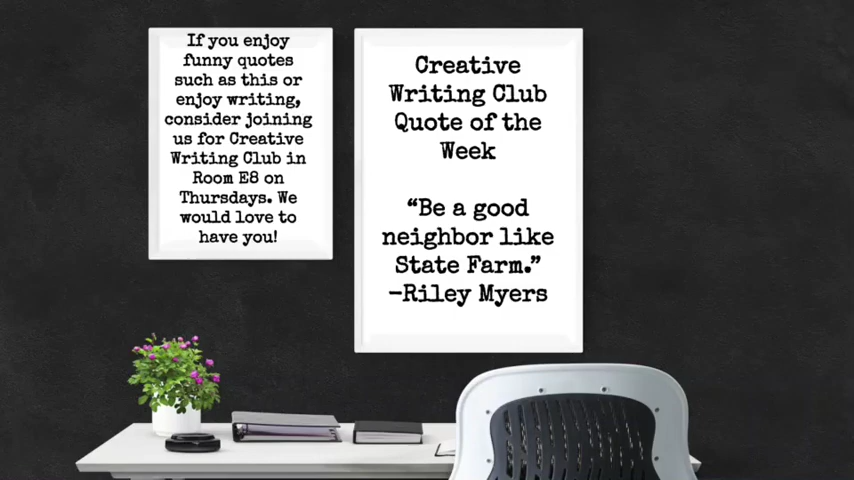 If you enjoy
funny quotes
such as this or
enjoy writing,
consider joining
us for Creative
Writing Club in
Room E8 on
Thursdays. We
would love to
have you!
Creative
Writing Club
Quote of the
Week
“Be a good
neighbor like
State Farm.”
-Riley Myers